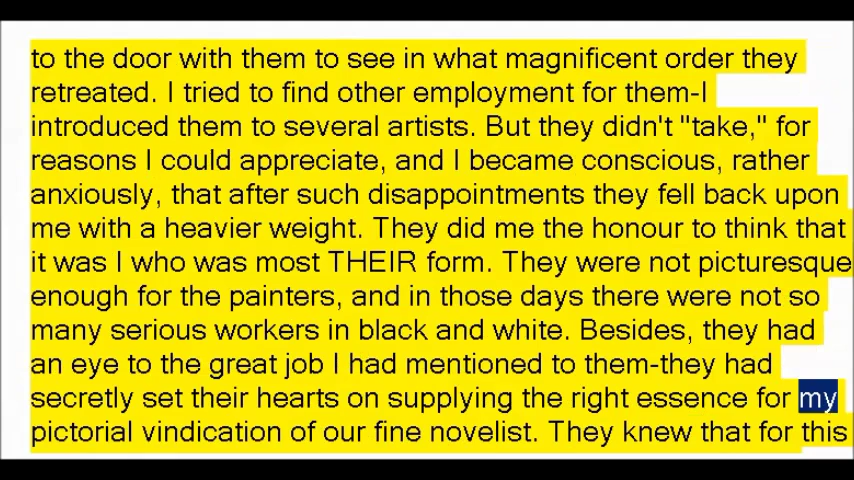 to the door with them to see in what magnificent order they
retreated. I tried to find other employment for them-I
introduced them to several artists. But they didn't "take," for
reasons I could appreciate, and I became conscious, rather
anxiously, that after such disappointments they fell back upon
me with a heavier weight. They did me the honour to think that
it was I who was most THEIR form. They were not picturesque
enough for the painters, and in those days there were not so
many serious workers in black and white. Besides, they had
an eye to the great job I had mentioned to them-they had
secretly set their hearts on supplying the right essence for my
pictorial vindication of our fine novelist. They knew that for this